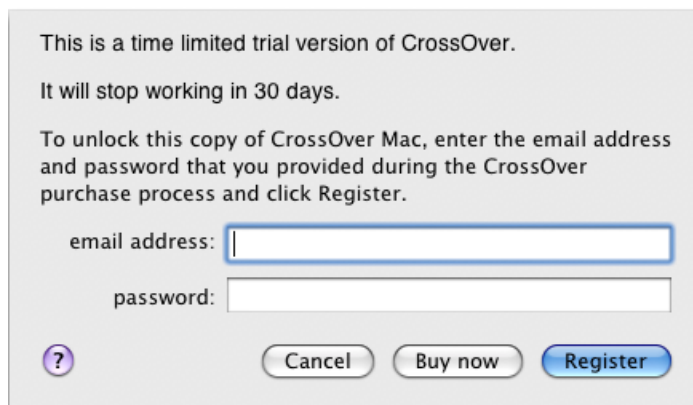 This is a time limited trial version of CrossOver.
It will stop working in 30 days.
To unlock this copy of CrossOver Mac, enter the email address
and password that you provided during the CrossOver
purchase process and click Register.
email address:
password:
? Cancel Buy now Register